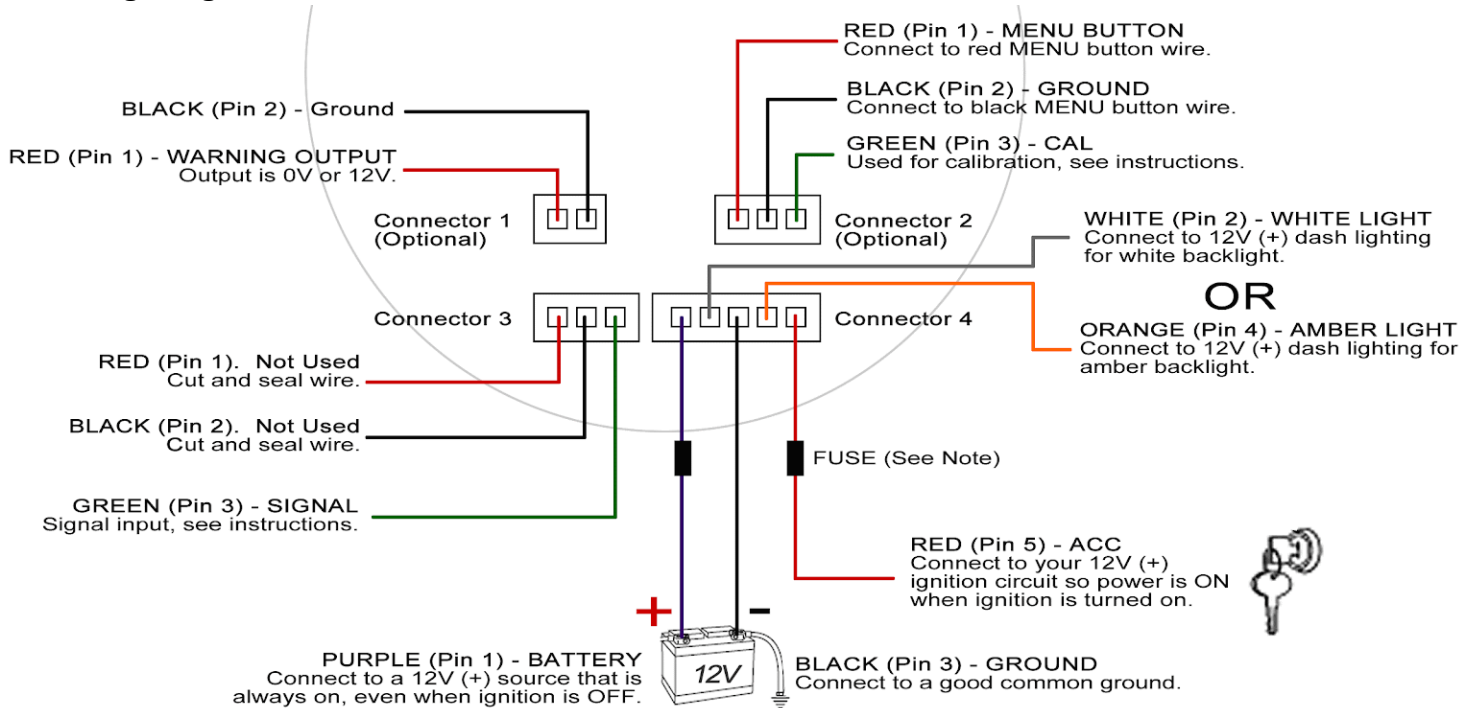 RED (Pin 1) - MENU BUTTON
Connect to red MENU button wire.
BLACK (Pin 2) - GROUND
Connect to black MENU button wire.
GREEN (Pin 3) - CAL
Used for calibration, see instructions.
BLACK (Pin 2) - Ground
RED (Pin 1) - WARNING OUTPUT
Output is 0V or 12V.
Connector 1
(Optional)
Connector 2
(Optional)
WHITE (Pin 2) - WHITE LIGHT
Connect to 12V (+) dash lighting
for white backlight.
OR
ORANGE (Pin 4) - AMBER LIGHT
Connect to 12V (+) dash lighting for
amber backlight.
Connector 3
Connector 4
RED (Pin 1). Not Used
Cut and seal wire.
BLACK (Pin 2). Not Used
Cut and seal wire.
GREEN (Pin 3) - SIGNAL
Signal input, see instructions.
FUSE (See Note)
RED (Pin 5) - ACC
Connect to your 12V (+)
ignition circuit so power is ON
when ignition is turned on.
+
-
12V
PURPLE (Pin 1) - BATTERY
Connect to a 12V (+) source that is
always on, even when ignition is OFF.
BLACK (Pin 3) - GROUND
Connect to a good common ground.